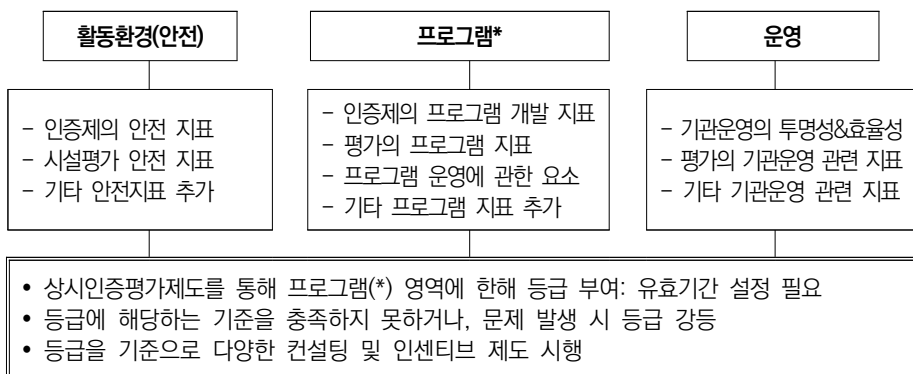 활동환경(안전)
프로그램*
운영
- 인증제의 안전 지표
- 시설평가 안전 지표
- 기타 안전지표 추가
- 인증제의 프로그램 개발 지표
- 평가의 프로그램 지표
- 프로그램 운영에 관한 요소
- 기타 프로그램 지표 추가
- 기관운영의 투명성&효율성
- 평가의 기관운영 관련 지표
- 기타 기관운영 관련 지표
• 상시인증평가제도를 통해 프로그램(*) 영역에 한해 등급 부여: 유효기간 설정 필요
• 등급에 해당하는 기준을 충족하지 못하거나, 문제 발생 시 등급 강등
• 등급을 기준으로 다양한 컨설팅 및 인센티브 제도 시행